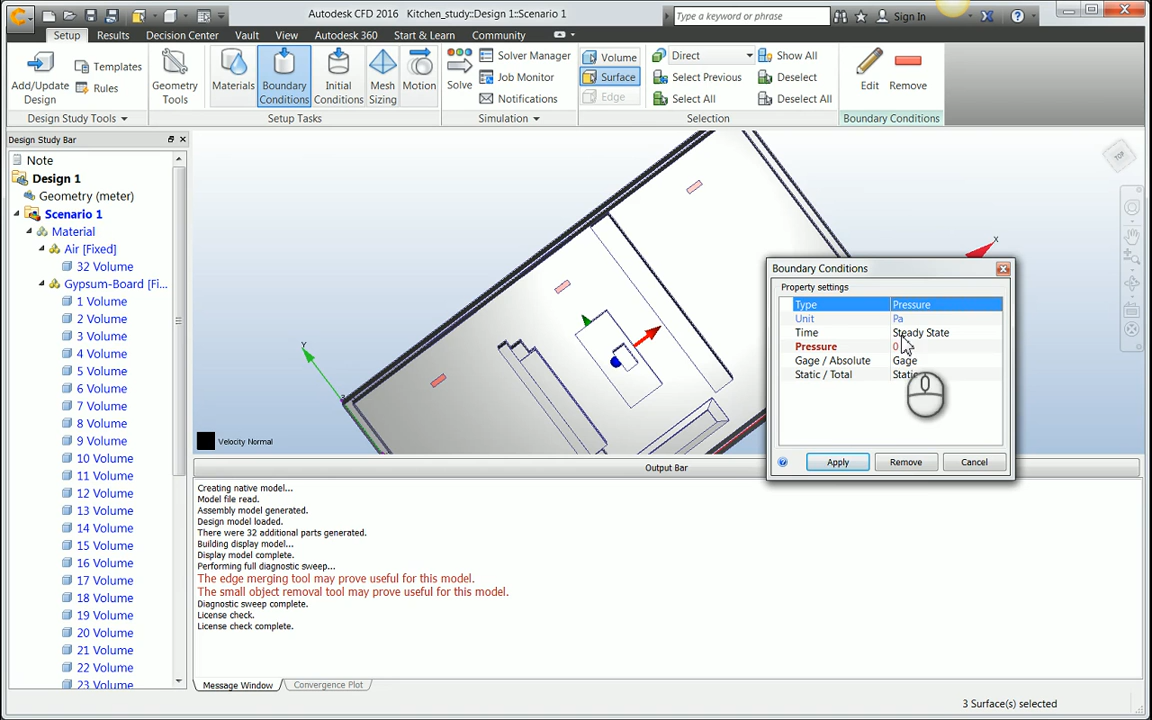 Autodesk CFD 2016 Kitchen_study::Design 1::Scenario 1
Type a keyword or phrase
Sign In
Setup Results Decision Center Vault View Autodesk 360 Start & Learn Community
Add/Update
Design
Templates
Rules
Design Study Tools
Geometry
Tools
Materials
Boundary
Conditions
Initial
Conditions
Mesh
Sizing
Motion
Setup Tasks
Solve
Solver Manager
Job Monitor
Notifications
Simulation
Volume
Surface
Edge
Direct
Select Previous
Select All
Show All
Deselect
Deselect All
Selection
Edit
Remove
Boundary Conditions
Design Study Bar
Note
Design 1
Geometry (meter)
Scenario 1
Material
Air [Fixed]
32 Volume
Gypsum-Board [Fi...
1 Volume
2 Volume
3 Volume
4 Volume
5 Volume
6 Volume
7 Volume
8 Volume
9 Volume
10 Volume
11 Volume
12 Volume
13 Volume
14 Volume
15 Volume
16 Volume
17 Volume
18 Volume
19 Volume
20 Volume
21 Volume
22 Volume
23 Volume
TOP
X
Y
Velocity Normal
Boundary Conditions
Property settings
Type Pressure
Unit Pa
Time Steady State
Pressure 0
Gage / Absolute Gage
Static / Total Static
Apply Remove Cancel
Output Bar
Creating native model...
Model file read.
Assembly model generated.
Design model loaded.
There were 32 additional parts generated.
Building display model...
Display model complete.
Performing full diagnostic sweep...
The edge merging tool may prove useful for this model.
The small object removal tool may prove useful for this model.
Diagnostic sweep complete.
License check.
License check complete.
Message Window Convergence Plot
3 Surface(s) selected